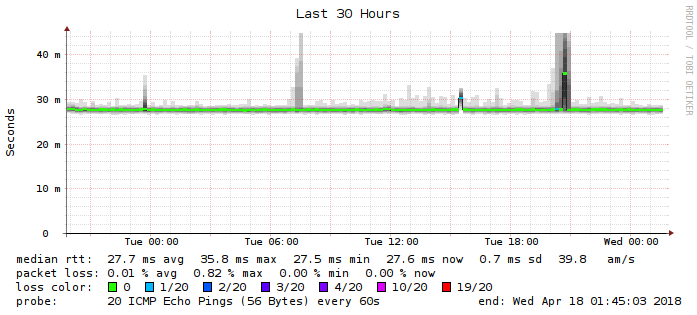 Last 30 Hours
RRDTOOL / TOBI OETIKER
Seconds
40 m
30 m
20 m
10 m
0
Tue 00:00 Tue 06:00 Tue 12:00 Tue 18:00 Wed 00:00
median rtt: 27.7 ms avg 35.8 ms max 27.5 ms min 27.6 ms now 0.7 ms sd 39.8 am/s
packet loss: 0.01 % avg 0.82 % max 0.00 % min 0.00 % now
loss color: 0 1/20 2/20 3/20 4/20 10/20 19/20
probe: 20 ICMP Echo Pings (56 Bytes) every 60s end: Wed Apr 18 01:45:03 2018